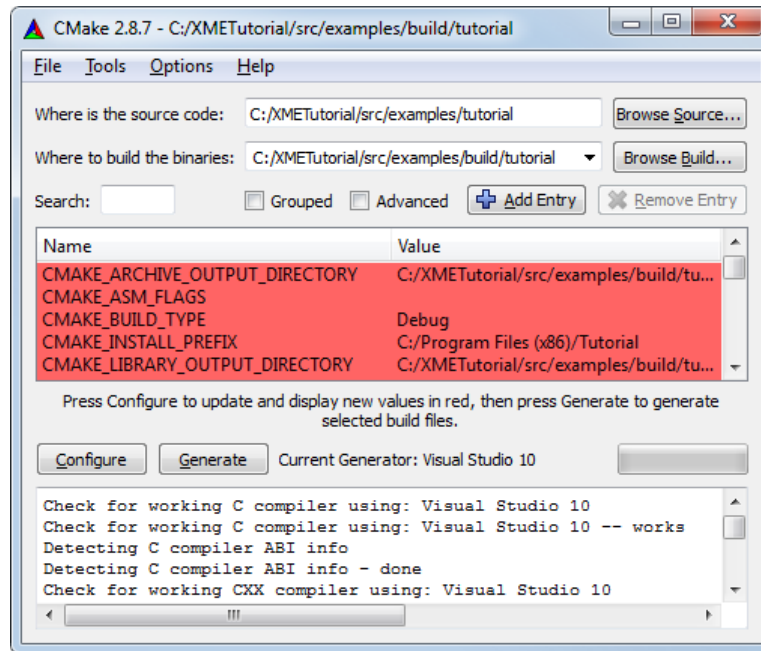 CMake 2.8.7 - C:/XMETutorial/src/examples/build/tutorial
File Tools Options Help
Where is the source code: C:/XMETutorial/src/examples/tutorial Browse Source...
Where to build the binaries: C:/XMETutorial/src/examples/build/tutorial Browse Build...
Search: Grouped Advanced Add Entry Remove Entry
Name Value
CMAKE_ARCHIVE_OUTPUT_DIRECTORY C:/XMETutorial/src/examples/build/tu...
CMAKE_ASM_FLAGS
CMAKE_BUILD_TYPE Debug
CMAKE_INSTALL_PREFIX C:/Program Files (x86)/Tutorial
CMAKE_LIBRARY_OUTPUT_DIRECTORY C:/XMETutorial/src/examples/build/tu...
Press Configure to update and display new values in red, then press Generate to generate
selected build files.
Configure Generate Current Generator: Visual Studio 10
Check for working C compiler using: Visual Studio 10
Check for working C compiler using: Visual Studio 10 -- works
Detecting C compiler ABI info
Detecting C compiler ABI info - done
Check for working CXX compiler using: Visual Studio 10